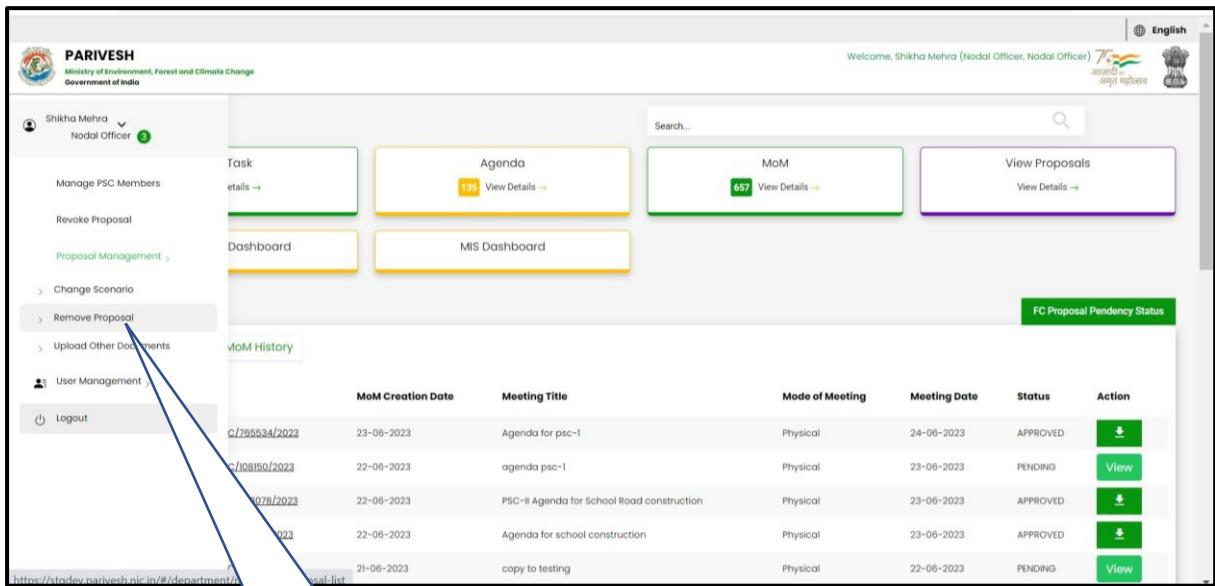 English
PARIVESH
Ministry of Environment, Forest and Climate Change
Government of India
Welcome, Shikha Mehra (Nodal Officer, Nodal Officer)
आज़ादी का
अमृत महोत्सव
Shikha Mehra
Nodal Officer 3
Search...
Manage PSC Members
Revoke Proposal
Proposal Management
Change Scenario
Remove Proposal
Upload Other Documents
User Management
Logout
Task
etails →
Agenda
135 View Details →
MoM
657 View Details →
View Proposals
View Details →
Dashboard
MIS Dashboard
FC Proposal Pendency Status
MoM History
MoM Creation Date Meeting Title Mode of Meeting Meeting Date Status Action
C/765534/2023 23-06-2023 Agenda for psc-1 Physical 24-06-2023 APPROVED
C/108150/2023 22-06-2023 agenda psc-1 Physical 23-06-2023 PENDING View
078/2023 22-06-2023 PSC-II Agenda for School Road construction Physical 23-06-2023 APPROVED
023 22-06-2023 Agenda for school construction Physical 23-06-2023 APPROVED
21-06-2023 copy to testing Physical 22-06-2023 PENDING View
https://stgdev.parivesh.nic.in/#/department/ osal-list